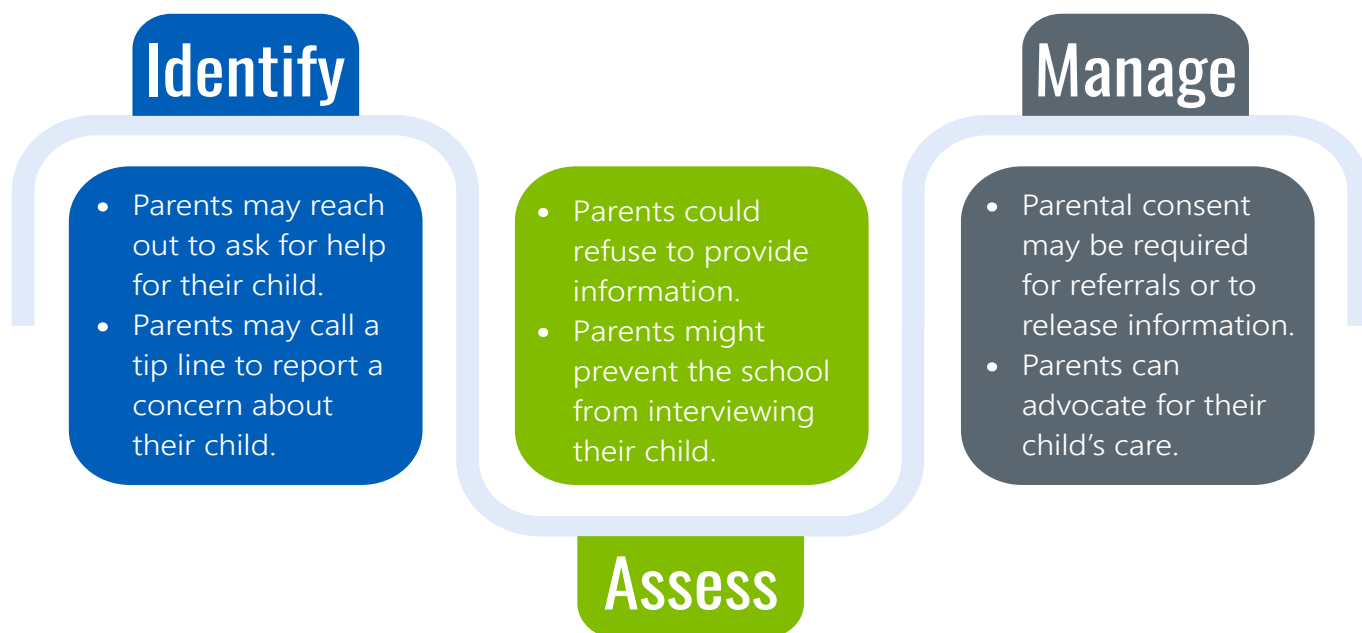 Identify
• Parents may reach
out to ask for help
for their child.
• Parents may call a
tip line to report a
concern about
their child.
• Parents could
refuse to provide
information.
• Parents might
prevent the school
from interviewing
their child.
Assess
Manage
• Parental consent
may be required
for referrals or to
release information.
• Parents can
advocate for their
child’s care.